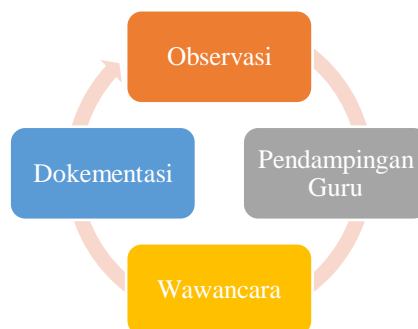 Observasi
Pendampingan
Guru
Wawancara
Dokementasi